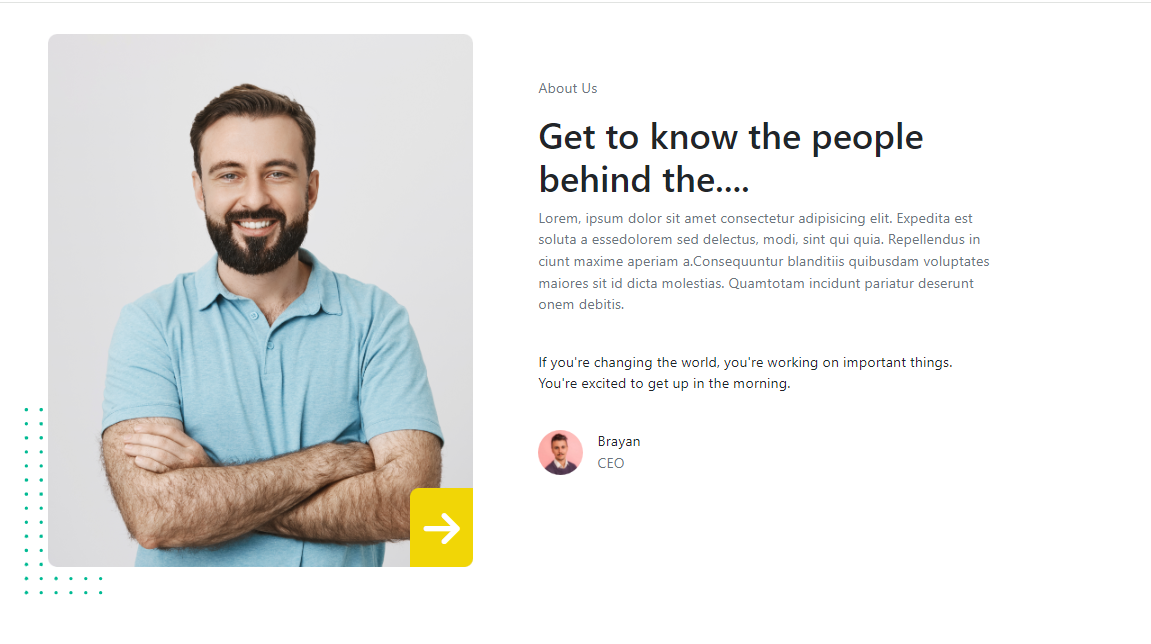 About Us
Get to know the people
behind the....
Lorem, ipsum dolor sit amet consectetur adipisicing elit. Expedita est
soluta a essedolorem sed delectus, modi, sint qui quia. Repellendus in
ciunt maxime aperiam a.Consequuntur blanditiis quibusdam voluptates
maiores sit id dicta molestias. Quamtotam incidunt pariatur deserunt
onem debitis.
If you're changing the world, you're working on important things.
You're excited to get up in the morning.
Brayan
CEO